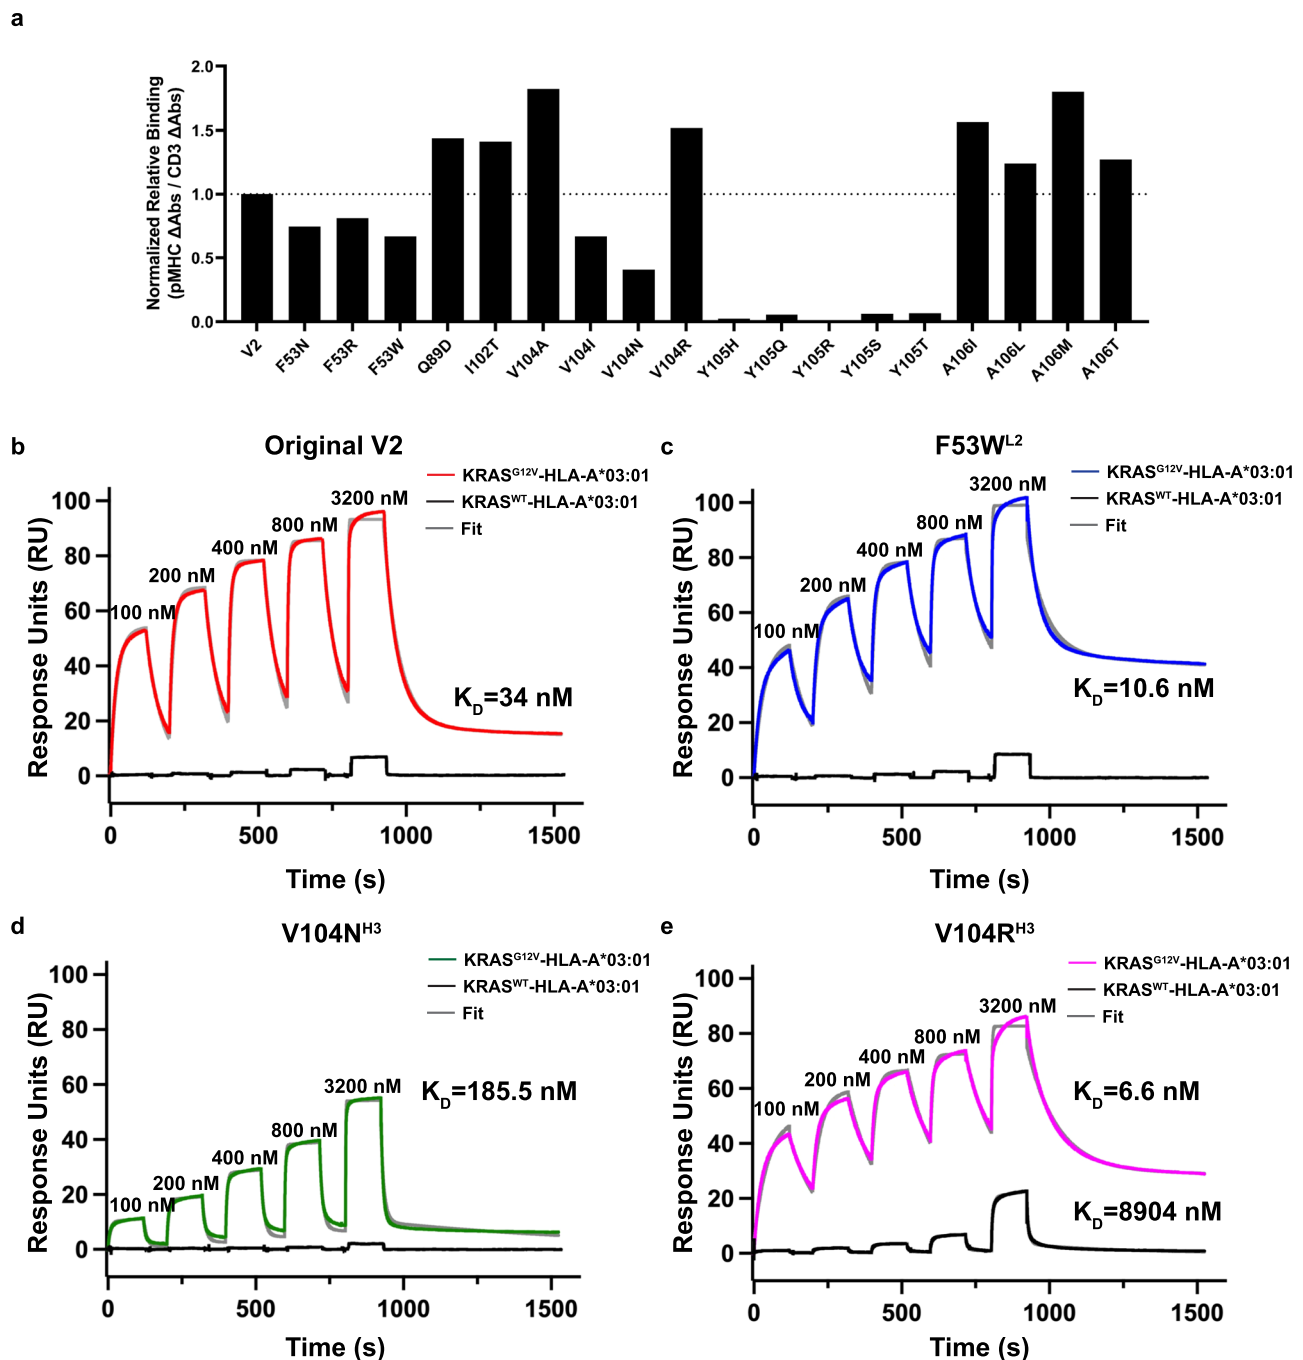 a
Normalized Relative Binding
(pMHC ΔAbs / CD3 ΔAbs)
2.0
1.5
1.0
0.5
0.0
V2
F53N
F53R
F53W
Q89D
I102T
V104A
V104I
V104N
V104R
Y105H
Y105Q
Y105R
Y105S
Y105T
A106I
A106L
A106M
A106T
b
Original V2
KRASG12V-HLA-A*03:01
KRASWT-HLA-A*03:01
Fit
Response Units (RU)
100
80
60
40
20
0
100 nM
200 nM
400 nM
800 nM
3200 nM
KD=34 nM
0
500
1000
1500
Time (s)
c
F53WL2
KRASG12V-HLA-A*03:01
KRASWT-HLA-A*03:01
Fit
Response Units (RU)
100
80
60
40
20
0
100 nM
200 nM
400 nM
800 nM
3200 nM
KD=10.6 nM
0
500
1000
1500
Time (s)
d
V104NH3
KRASG12V-HLA-A*03:01
KRASWT-HLA-A*03:01
Fit
Response Units (RU)
100
80
60
40
20
0
100 nM
200 nM
400 nM
800 nM
3200 nM
KD=185.5 nM
0
500
1000
1500
Time (s)
e
V104RH3
KRASG12V-HLA-A*03:01
KRASWT-HLA-A*03:01
Fit
Response Units (RU)
100
80
60
40
20
0
100 nM
200 nM
400 nM
800 nM
3200 nM
KD=6.6 nM
KD=8904 nM
0
500
1000
1500
Time (s)